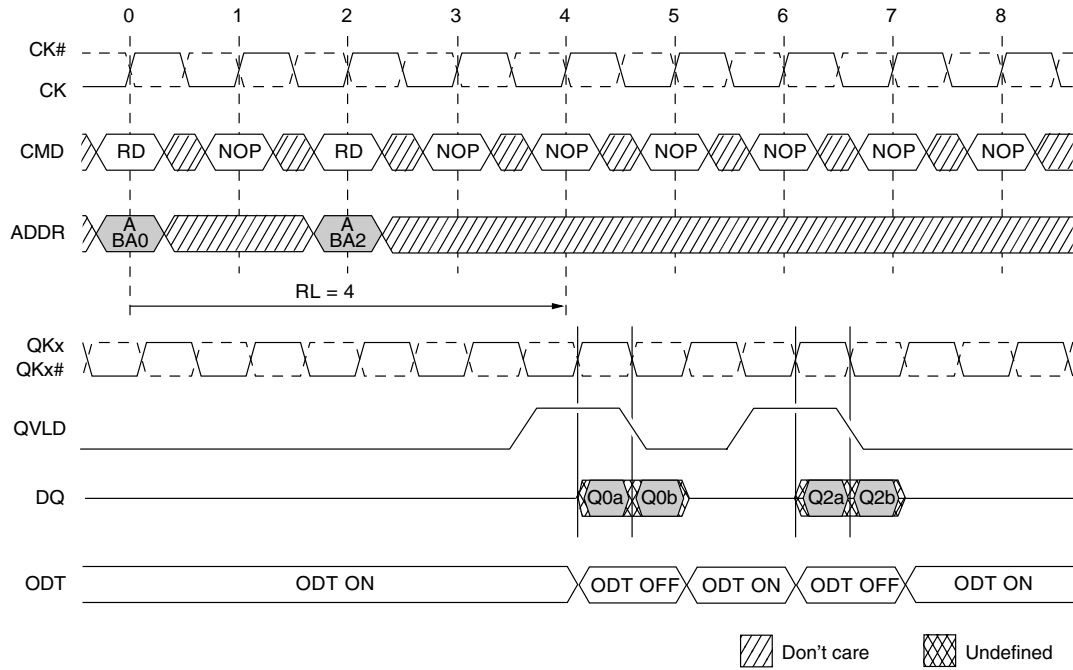 0 1 2 3 4 5 6 7 8
CK#
CK
CMD RD NOP RD NOP NOP NOP NOP NOP NOP
ADDR A BA0 A BA2
RL = 4
QKx
QKx#
QVLD
DQ Q0a Q0b Q2a Q2b
ODT ODT ON ODT OFF ODT ON ODT OFF ODT ON
Don't care Undefined